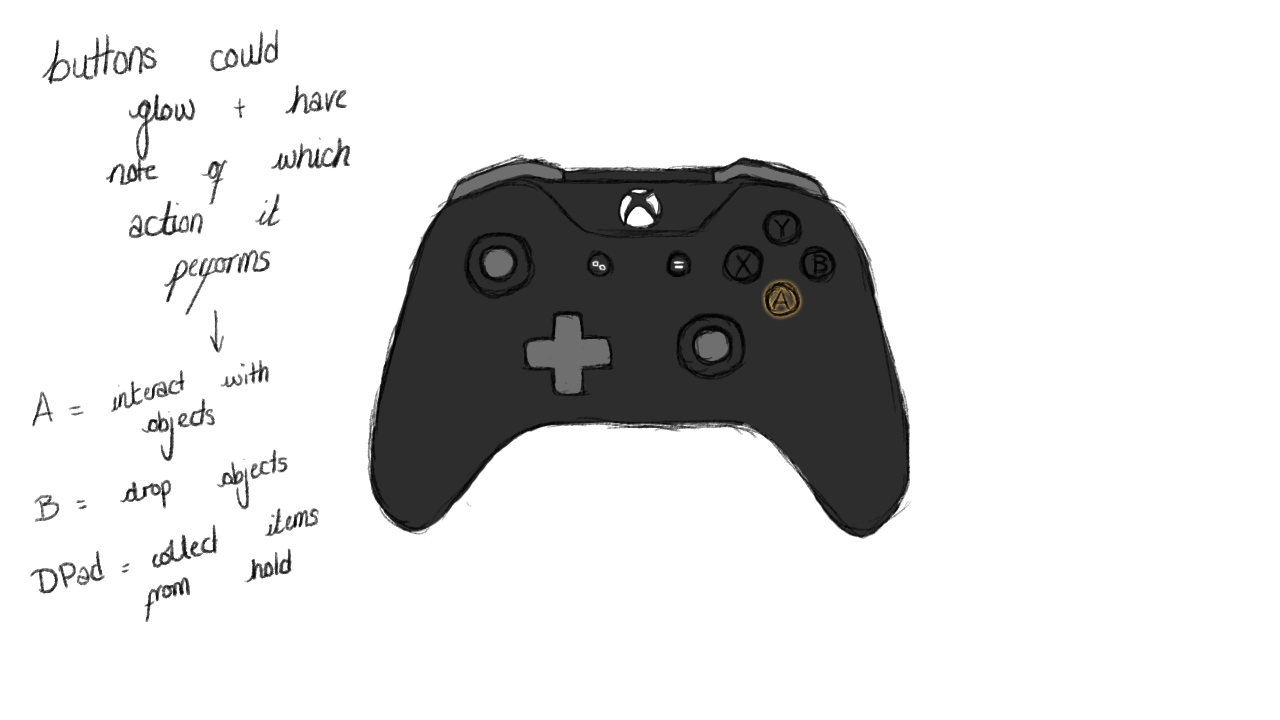 buttons could
glow + have
note of which
action it
performs
A = interact with
objects
B = drop objects
DPad = collect items
from hold
Y
X
B
A